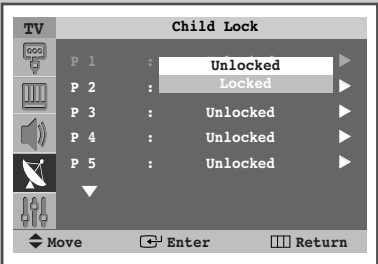 TV Child Lock
P 1 : Unlocked
P 2 : Locked
P 3 : Unlocked
P 4 : Unlocked
P 5 : Unlocked
Move Enter Return